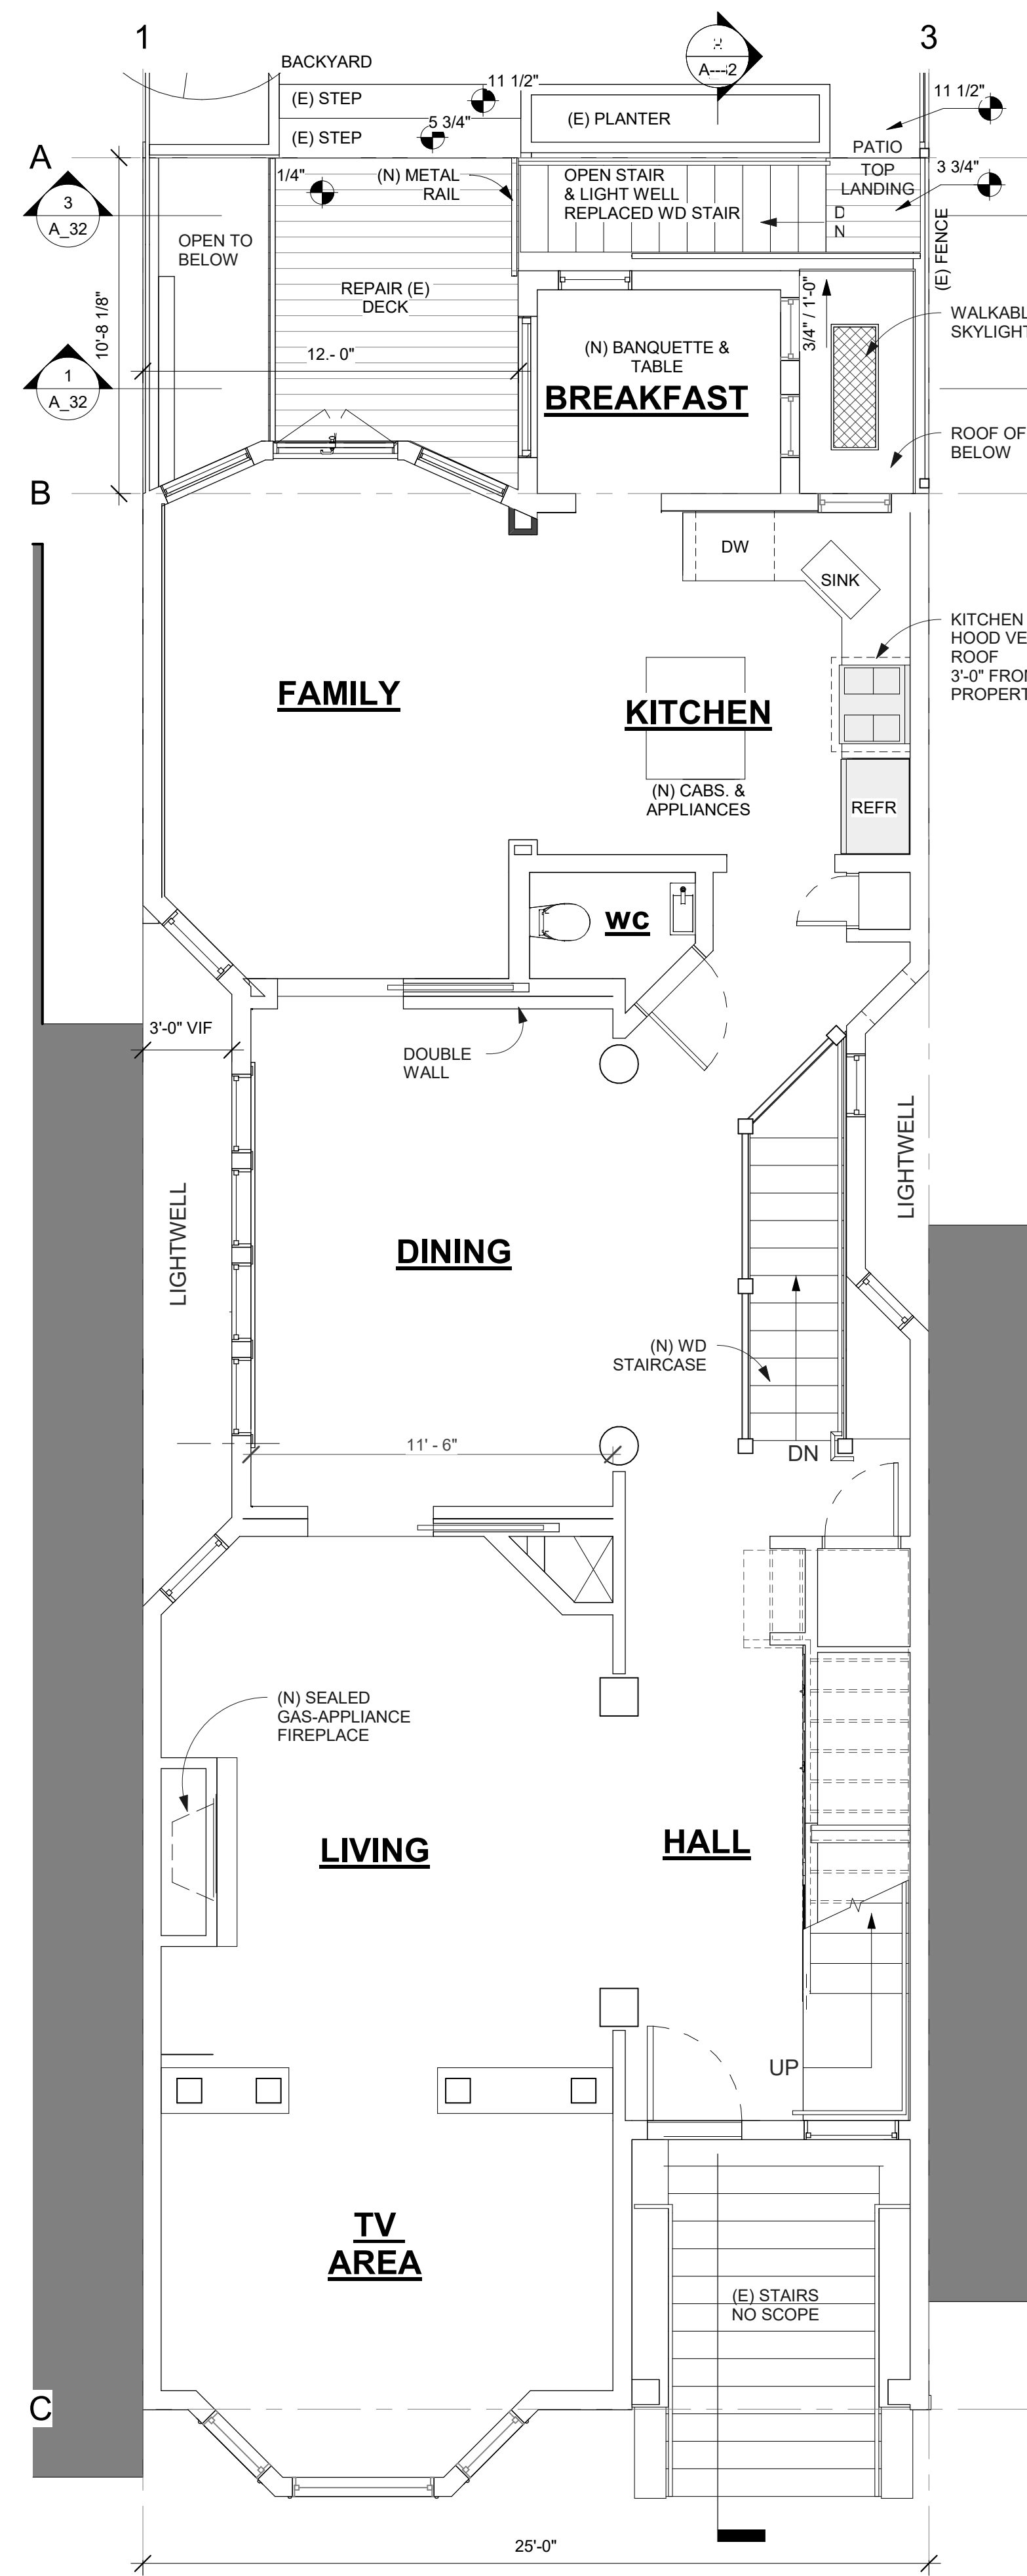 1
3
BACKYARD
A---2
(E) STEP
11 1/2"
(E) PLANTER
11 1/2"
(E) STEP
5 3/4"
PATIO
A
1/4"
(N) METAL
RAIL
OPEN STAIR
& LIGHT WELL
REPLACED WD STAIR
TOP
LANDING
3 3/4"
D
N
3
A_32
OPEN TO
BELOW
(E) FENCE
REPAIR (E)
DECK
3/4" / 1'-0"
10'-8 1/8"
WALKABL
SKYLIGHT
12.- 0"
(N) BANQUETTE &
TABLE
BREAKFAST
1
A_32
ROOF OF
BELOW
B
DW
SINK
KITCHEN
HOOD VE
ROOF
3'-0" FRON
PROPERT
FAMILY
KITCHEN
(N) CABS. &
APPLIANCES
REFR
WC
3'-0" VIF
DOUBLE
WALL
LIGHTWELL
LIGHTWELL
DINING
(N) WD
STAIRCASE
11' - 6"
DN
(N) SEALED
GAS-APPLIANCE
FIREPLACE
LIVING
HALL
UP
TV
AREA
(E) STAIRS
NO SCOPE
C
25'-0"